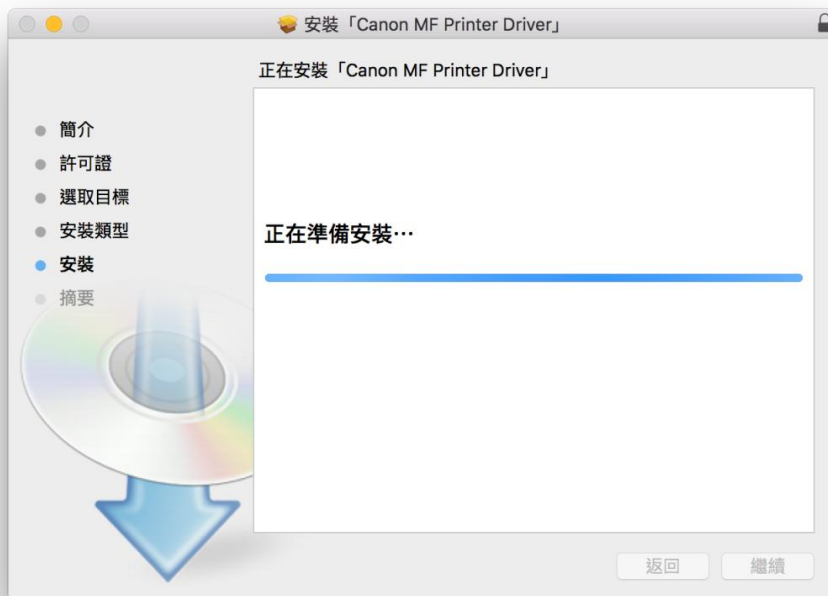 安裝「Canon MF Printer Driver」
正在安裝「Canon MF Printer Driver」
簡介
許可證
選取目標
安裝類型
安裝
摘要
正在準備安裝⋯
返回
繼續